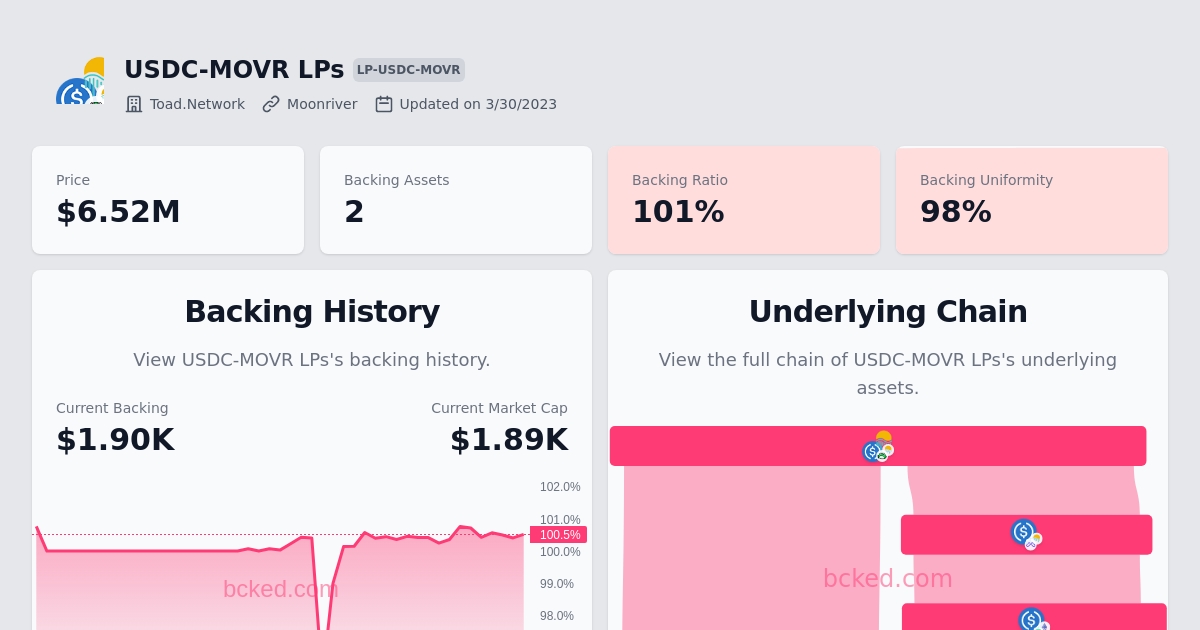 USDC-MOVR LPs LP-USDC-MOVR
Toad.Network Moonriver Updated on 3/30/2023
Price
$6.52M
Backing Assets
2
Backing Ratio
101%
Backing Uniformity
98%
Backing History
View USDC-MOVR LPs's backing history.
Current Backing
$1.90K
Current Market Cap
$1.89K
102.0%
101.0%
100.5%
100.0%
99.0%
98.0%
bcked.com
Underlying Chain
View the full chain of USDC-MOVR LPs's underlying
assets.
bcked.com